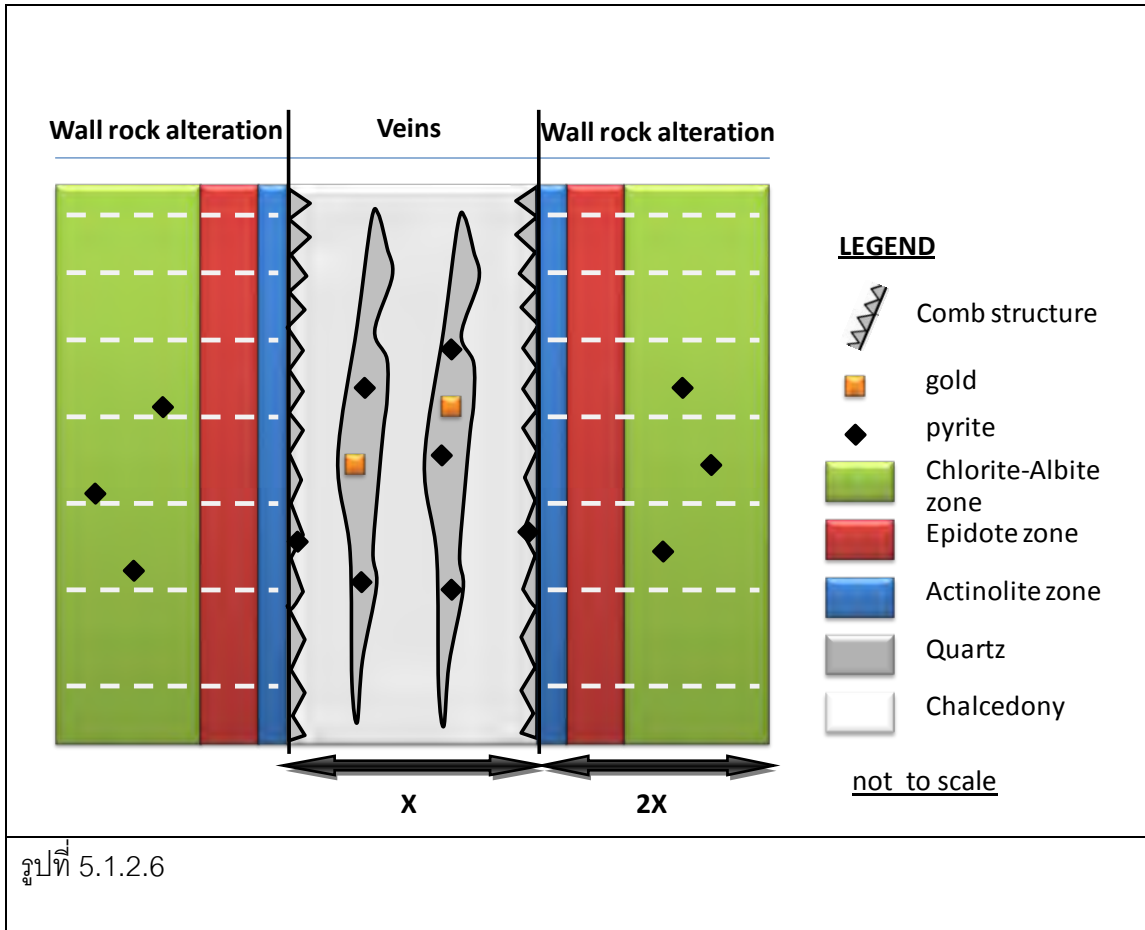 Wall rock alteration
Veins
Wall rock alteration
LEGEND
Comb structure
gold
pyrite
Chlorite-Albite
zone
Epidote zone
Actinolite zone
Quartz
Chalcedony
not to scale
X
2X
รูปที่ 5.1.2.6